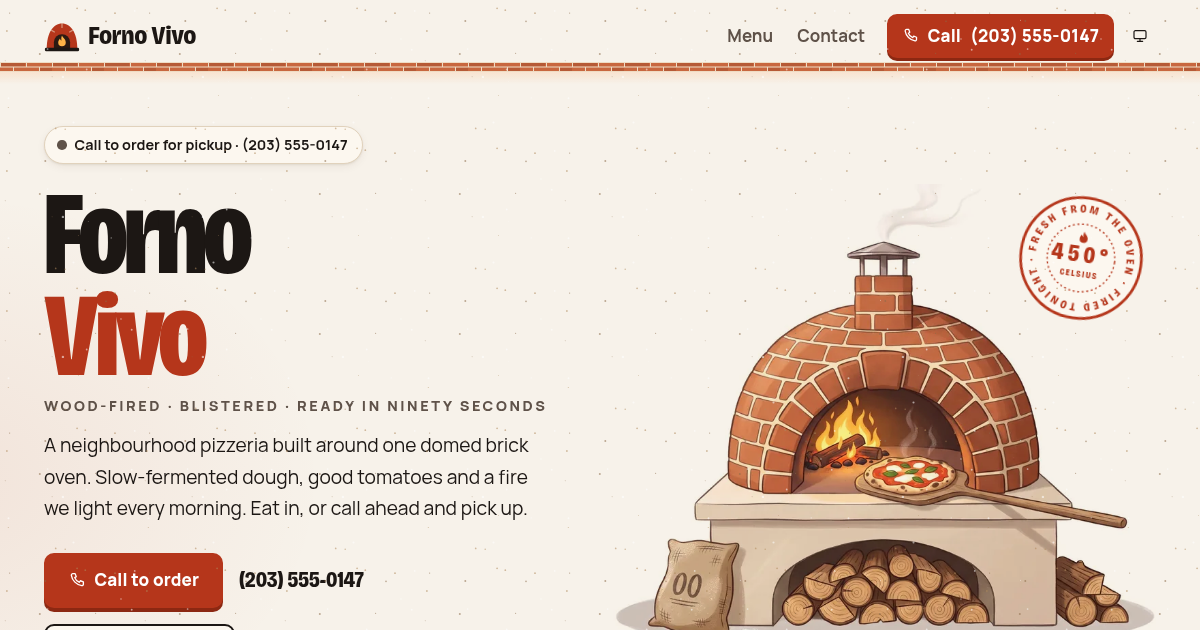 Forno Vivo
Menu
Contact
Call (203) 555-0147
Call to order for pickup · (203) 555-0147
Forno
Vivo
WOOD-FIRED · BLISTERED · READY IN NINETY SECONDS
A neighbourhood pizzeria built around one domed brick
oven. Slow-fermented dough, good tomatoes and a fire
we light every morning. Eat in, or call ahead and pick up.
Call to order
(203) 555-0147
FRESH FROM THE OVEN · FIRED TONIGHT ·
450°
CELSIUS
00